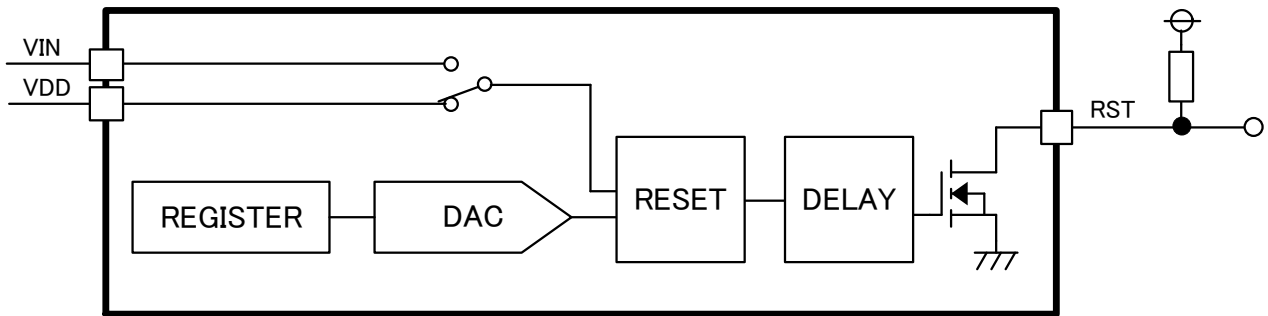 VIN
VDD
RST
REGISTER
DAC
RESET
DELAY